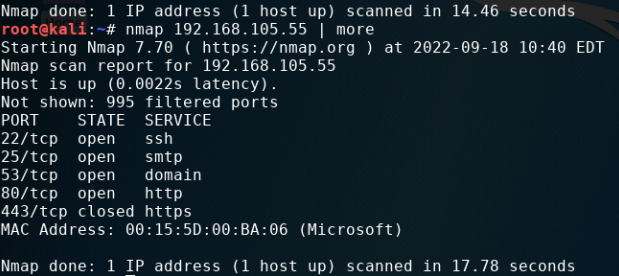 Nmap done: 1 IP address (1 host up) scanned in 14.46 seconds
root@kali:~# nmap 192.168.105.55 | more
Starting Nmap 7.70 ( https://nmap.org ) at 2022-09-18 10:40 EDT
Nmap scan report for 192.168.105.55
Host is up (0.0022s latency).
Not shown: 995 filtered ports
PORT    STATE  SERVICE
22/tcp  open   ssh
25/tcp  open   smtp
53/tcp  open   domain
80/tcp  open   http
443/tcp closed https
MAC Address: 00:15:5D:00:BA:06 (Microsoft)
Nmap done: 1 IP address (1 host up) scanned in 17.78 seconds